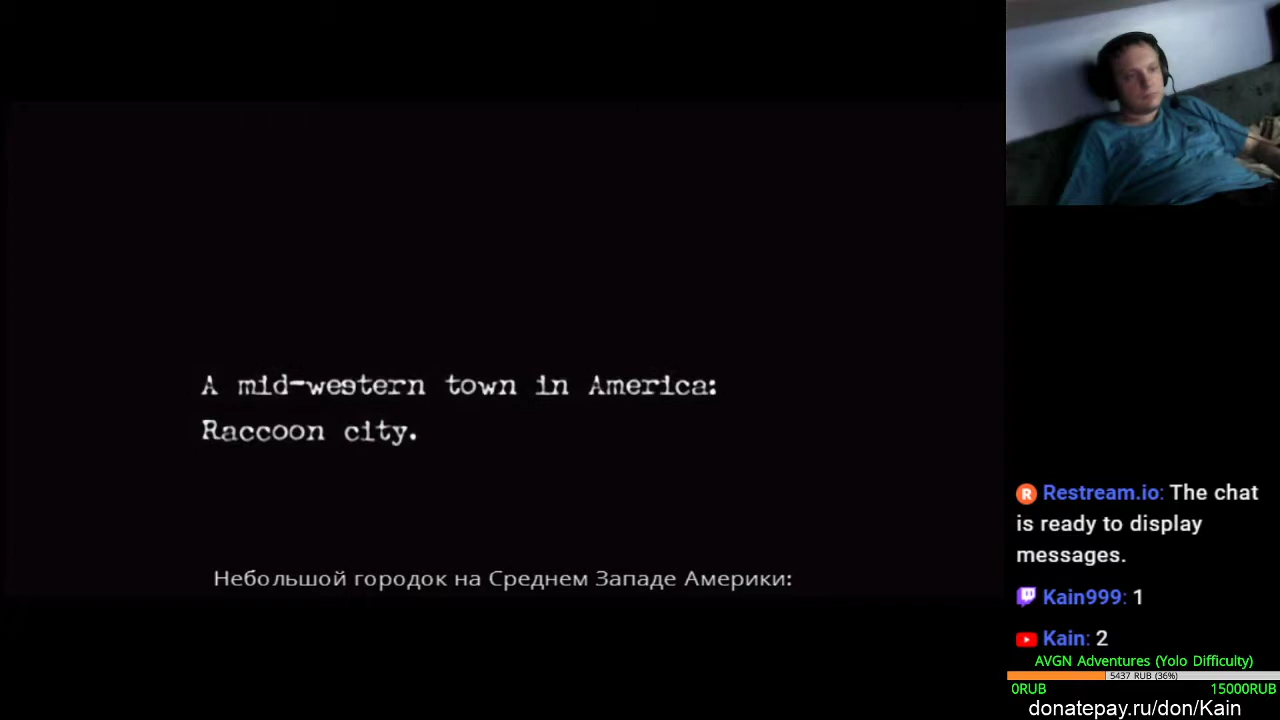 A mid-western town in America:
Raccoon city.
Небольшой городок на Среднем Западе Америки:
Restream.io: The chat
is ready to display
messages.
Kain999: 1
Kain: 2
AVGN Adventures (Yolo Difficulty)
5437 RUB (36%)
0RUB
15000RUB
donatepay.ru/don/Kain